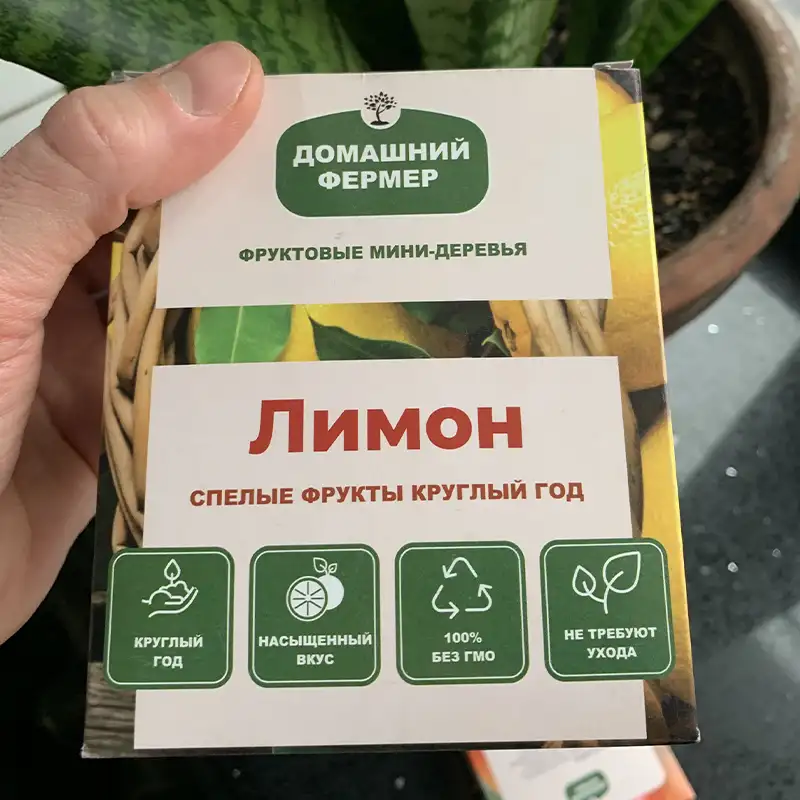 ДОМАШНИЙ
ФЕРМЕР
ФРУКТОВЫЕ МИНИ-ДЕРЕВЬЯ
Лимон
СПЕЛЫЕ ФРУКТЫ КРУГЛЫЙ ГОД
КРУГЛЫЙ
ГОД
НАСЫЩЕННЫЙ
ВКУС
100%
БЕЗ ГМО
НЕ ТРЕБУЮТ
УХОДА